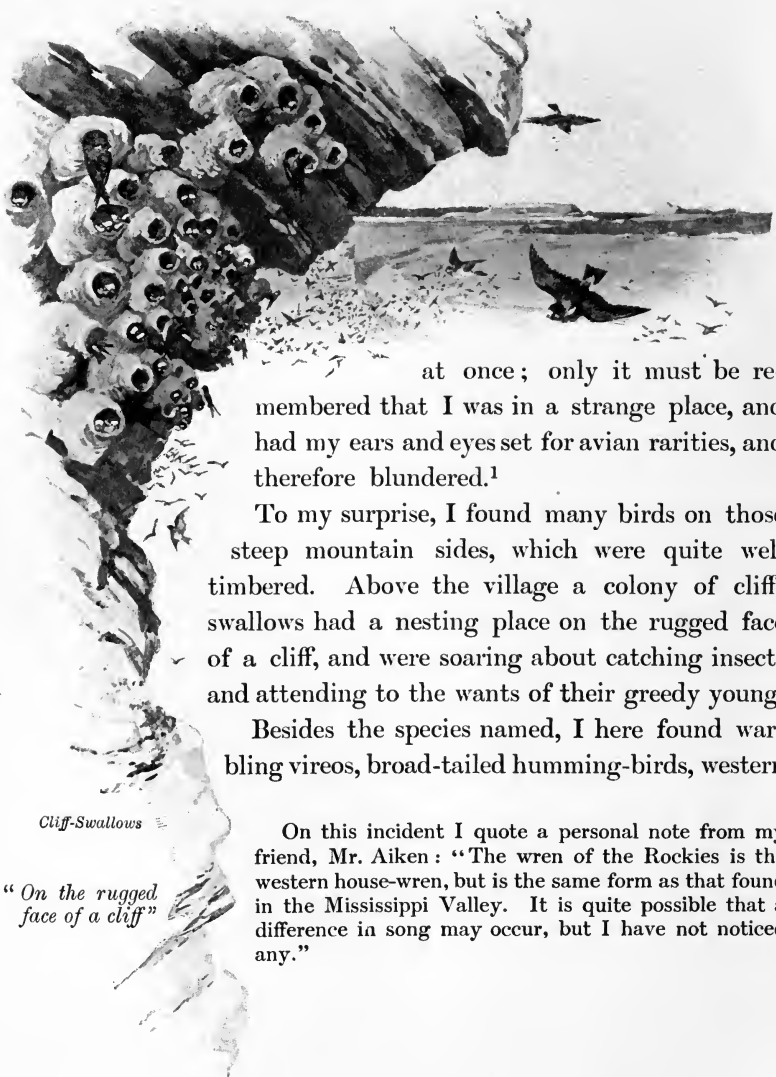 at once; only it must be re
membered that I was in a strange place, and
had my ears and eyes set for avian rarities, and
therefore blundered.¹
To my surprise, I found many birds on those
steep mountain sides, which were quite wel
timbered. Above the village a colony of cliff
swallows had a nesting place on the rugged face
of a cliff, and were soaring about catching insect
and attending to the wants of their greedy young
Besides the species named, I here found war
bling vireos, broad-tailed humming-birds, western
Cliff-Swallows
“ On the rugged
face of a cliff”
On this incident I quote a personal note from my
friend, Mr. Aiken : “The wren of the Rockies is th
western house-wren, but is the same form as that found
in the Mississippi Valley. It is quite possible that a
difference in song may occur, but I have not noticed
any.”